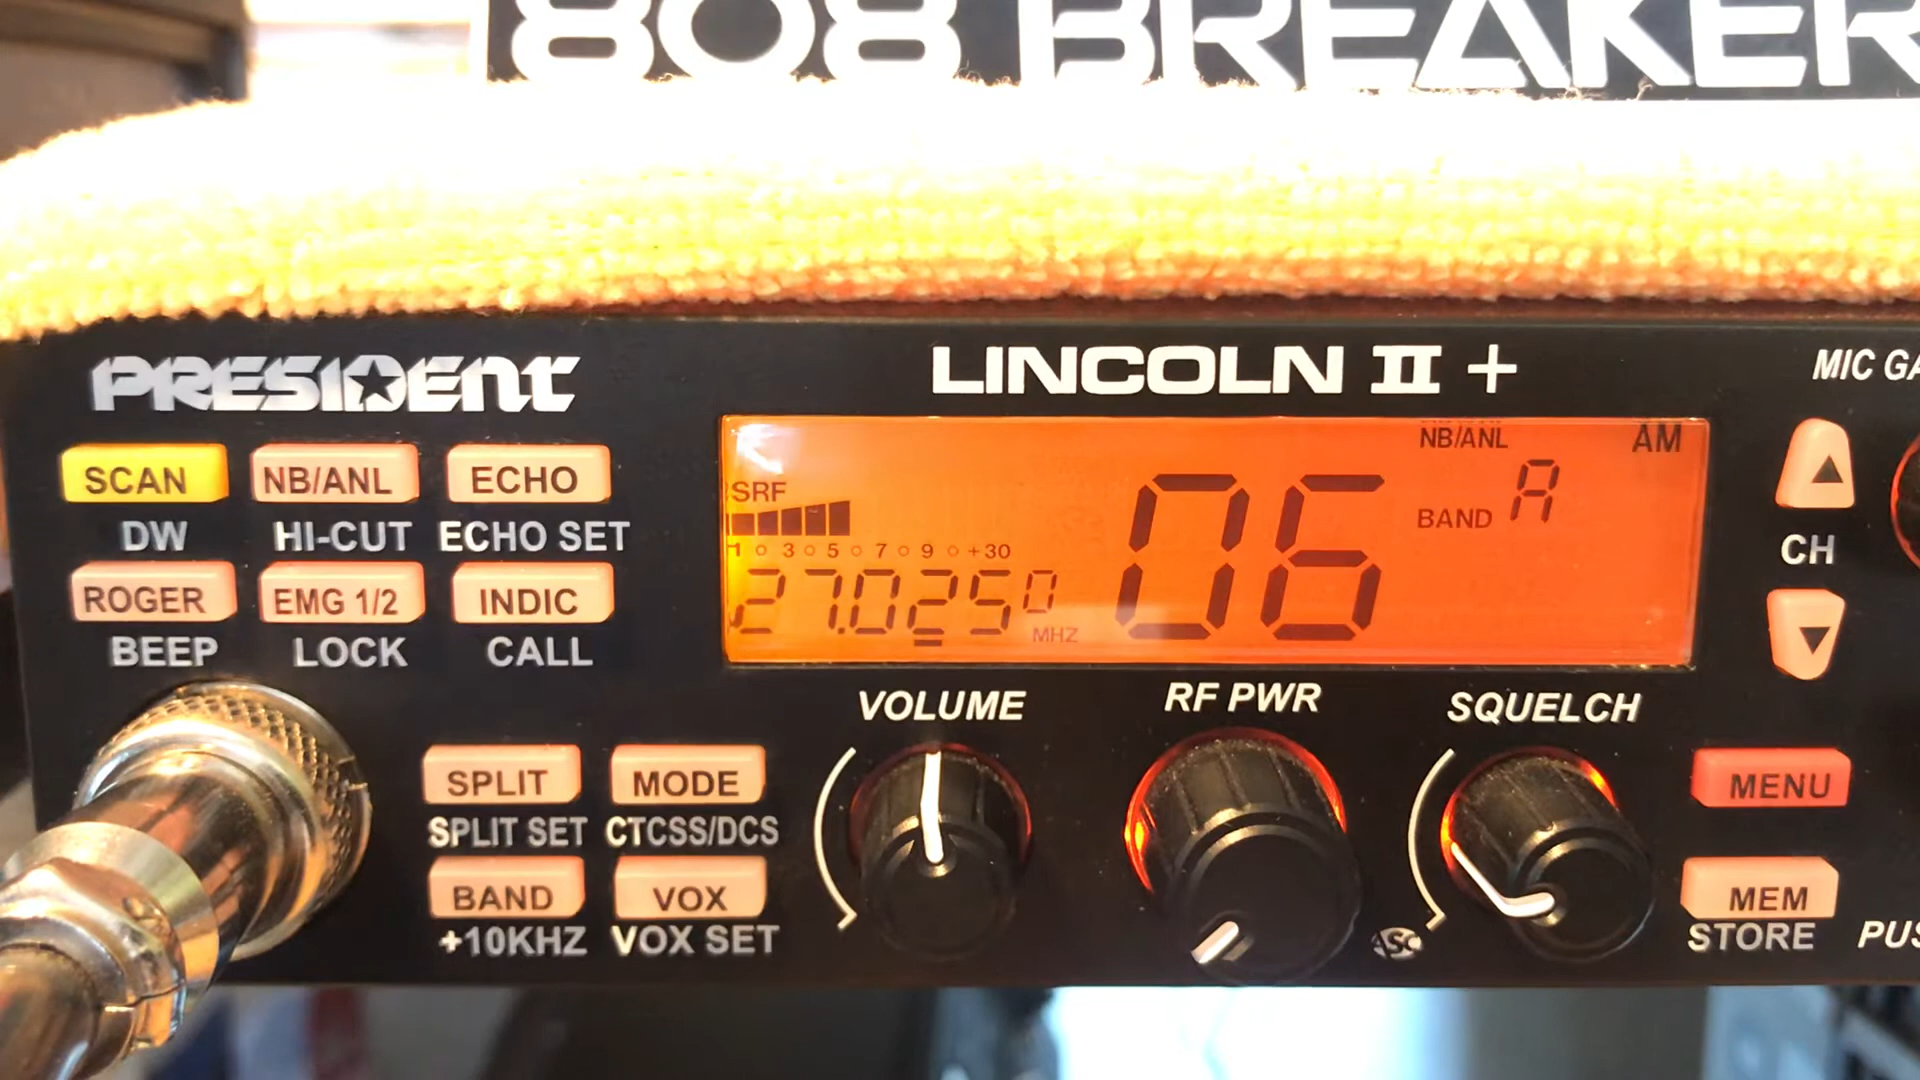 808 BREAKER
PRESIDENT
LINCOLN II +
MIC GA
SCAN
NB/ANL
ECHO
DW
HI-CUT
ECHO SET
ROGER
EMG 1/2
INDIC
BEEP
LOCK
CALL
NB/ANL
AM
SRF
1 3 5 7 9 +30
27.0250
MHZ
06
BAND A
CH
VOLUME
RF PWR
SQUELCH
SPLIT
MODE
SPLIT SET
CTCSS/DCS
BAND
VOX
+10KHZ
VOX SET
ASC
MENU
MEM
STORE
PUS